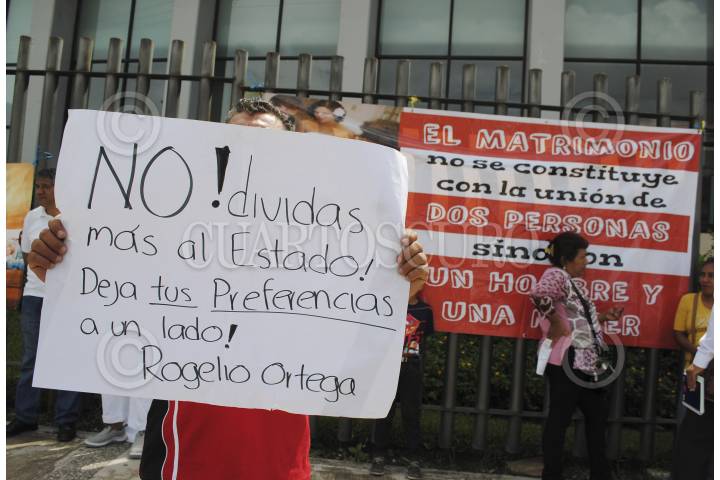 NO! dividas
más al Estado!
Deja tus Preferencias
a un lado!
Rogelio Ortega
EL MATRIMONIO
no se constituye
con la unión de
DOS PERSONAS
sino con
UN HOMBRE Y
UNA MUJER
CUARTOSCURO